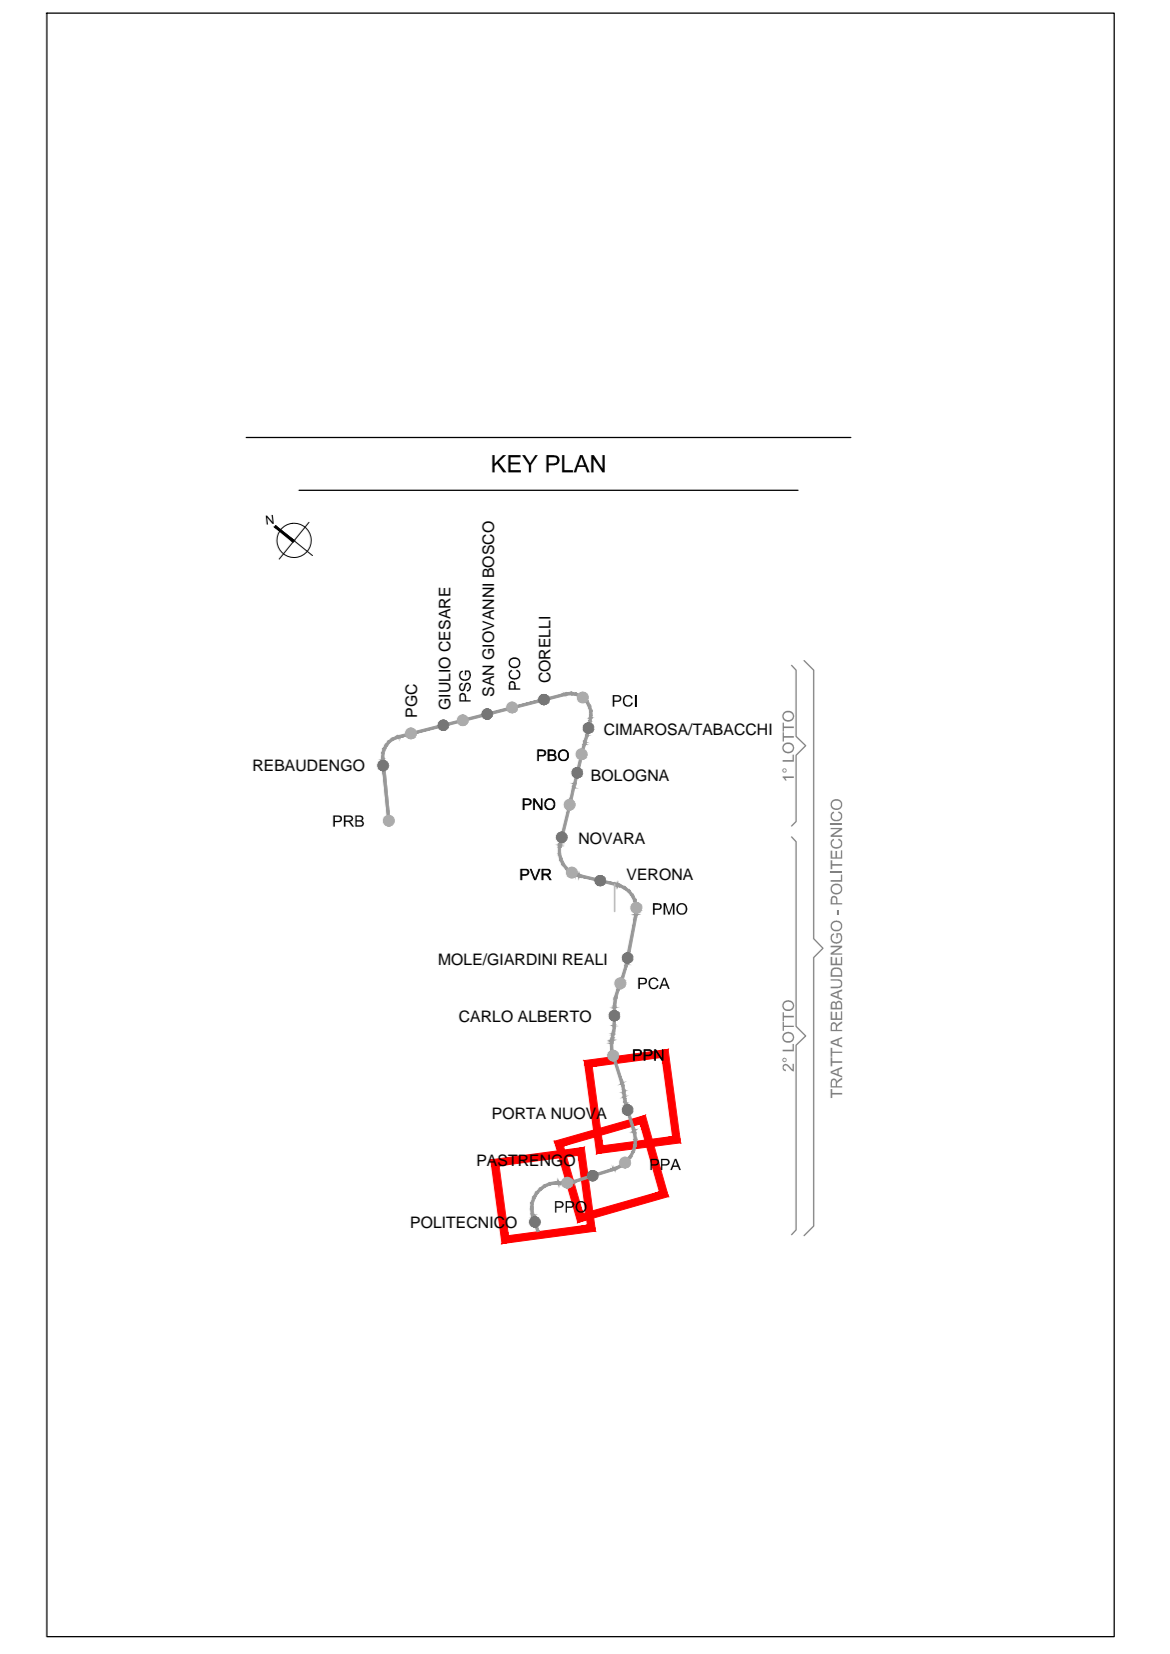 KEY PLAN
N
PGC
GIULIO CESARE
PSG
SAN GIOVANNI BOSCO
PCO
CORELLI
PCI
CIMAROSA/TABACCHI
PBO
REBAUDENGO
BOLOGNA
PNO
PRB
NOVARA
PVR
VERONA
PMO
MOLE/GIARDINI REALI
PCA
CARLO ALBERTO
PPN
PORTA NUOVA
PASTRENGO
PPA
PPO
POLITECNICO
1° LOTTO
2° LOTTO
TRATTA REBAUDENGO - POLITECNICO